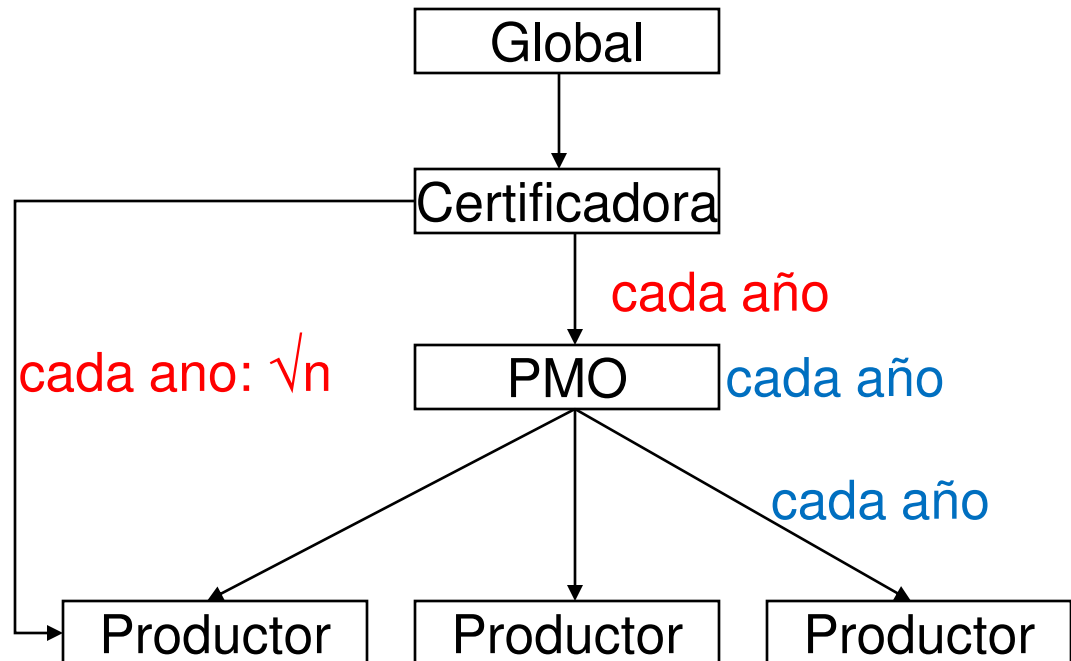 Global
Certificadora
cada año
cada ano: √n
PMO
cada año
cada año
Productor
Productor
Productor